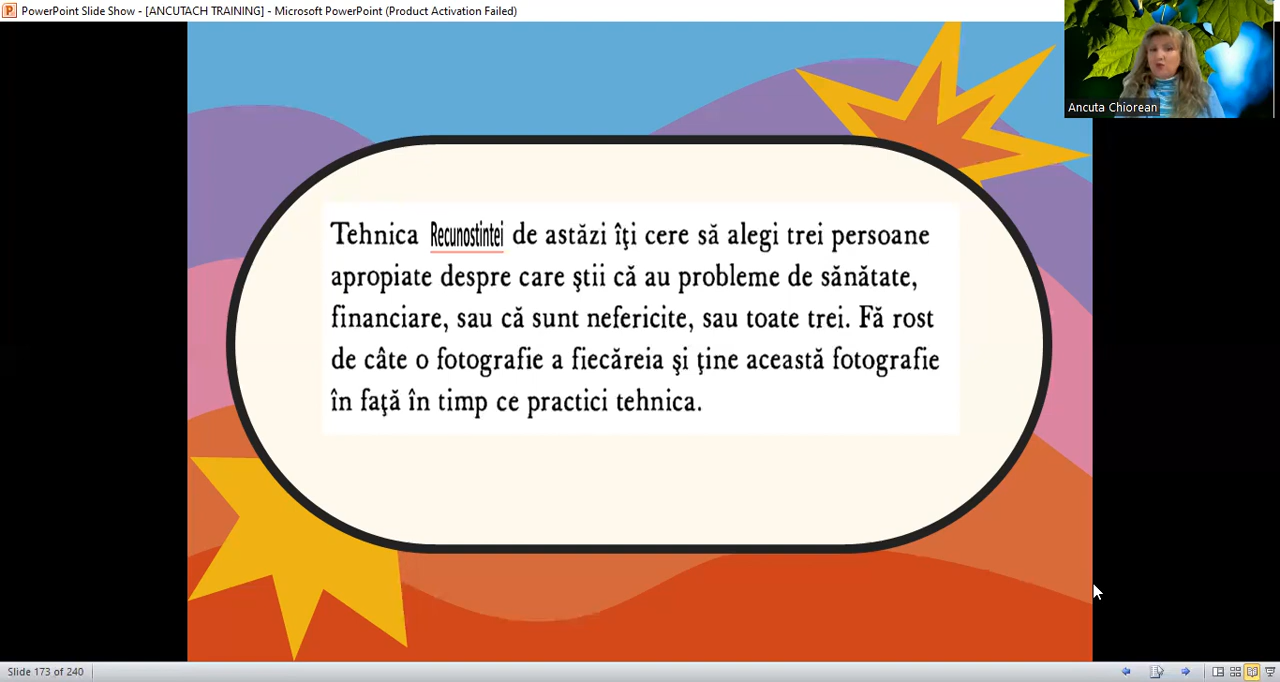 PowerPoint Slide Show - [ANCUTACH TRAINING] - Microsoft PowerPoint (Product Activation Failed)
Ancuta Chiorean
Tehnica Recunostintei de astăzi îţi cere să alegi trei persoane
apropiate despre care ştii că au probleme de sănătate,
financiare, sau că sunt nefericite, sau toate trei. Fă rost
de câte o fotografie a fiecăreia şi ţine această fotografie
în faţă în timp ce practici tehnica.
Slide 173 of 240